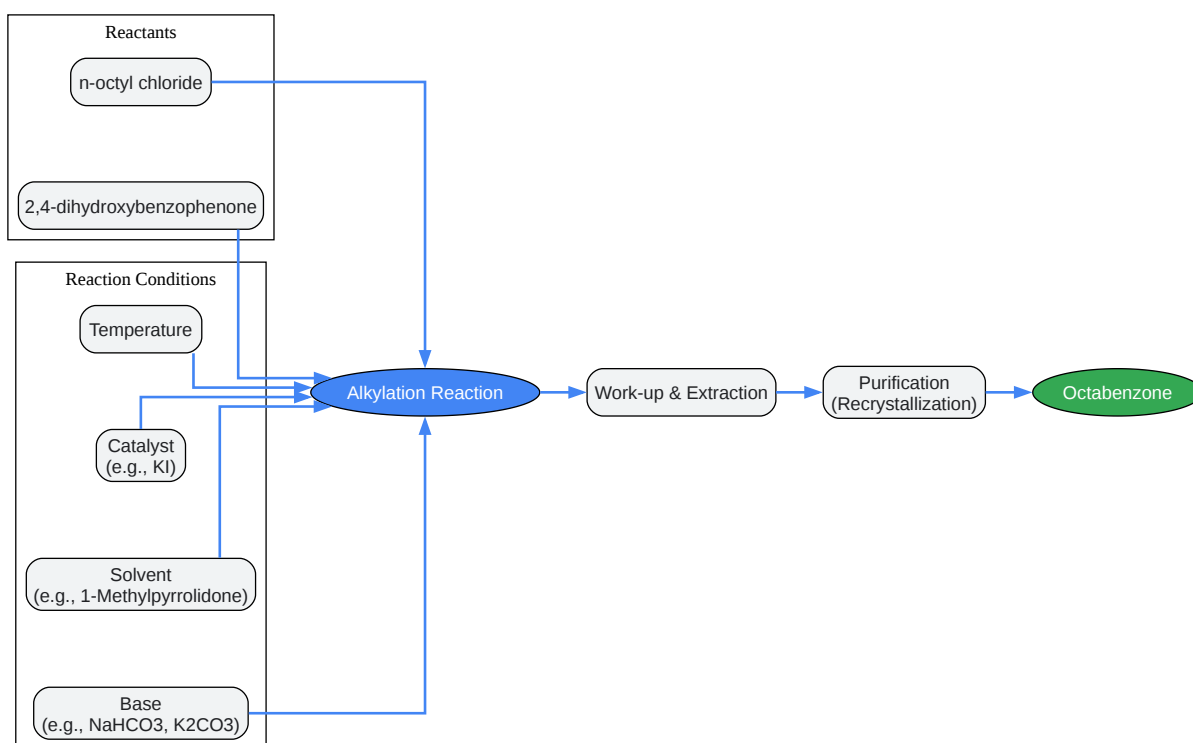 Reactants
n-octyl chloride
2,4-dihydroxybenzophenone
Reaction Conditions
Temperature
Catalyst
(e.g., KI)
Solvent
(e.g., 1-Methylpyrrolidone)
Base
(e.g., NaHCO3, K2CO3)
Alkylation Reaction
Work-up & Extraction
Purification
(Recrystallization)
Octabenzone